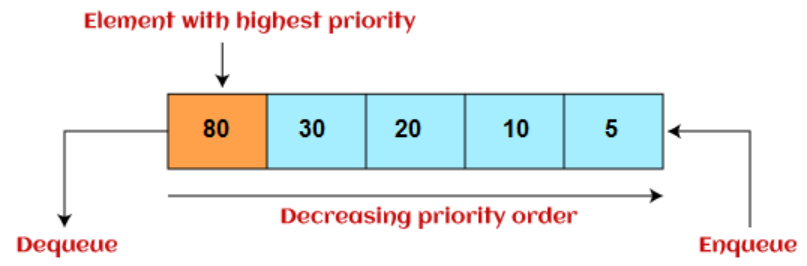 Element with highest priority
80 30 20 10 5
Decreasing priority order
Dequeue Enqueue